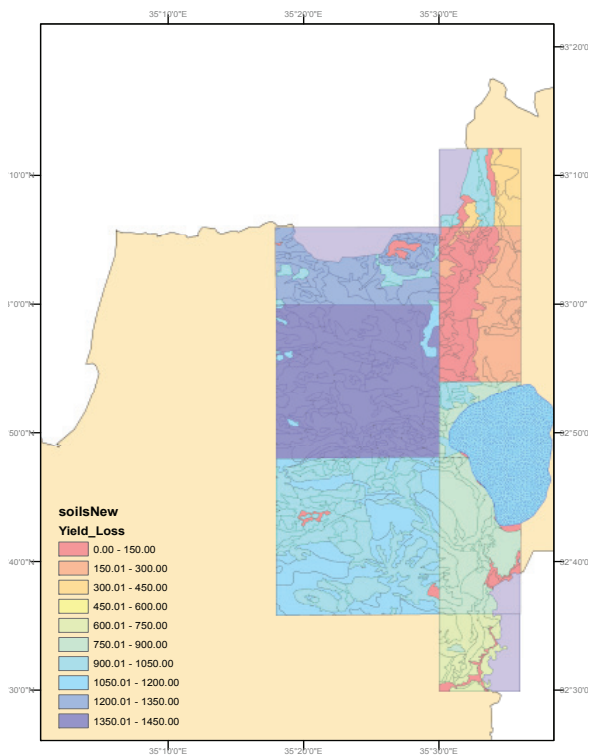 35°10'0"E 35°20'0"E 35°30'0"E
33°20'
10°0"N 33°10'
3°0'0"N 33°0'0
20°50'0"N 32°50'
soilsNew
Yield_Loss
0.00 - 150.00
150.01 - 300.00
300.01 - 450.00
450.01 - 600.00
600.01 - 750.00
750.01 - 900.00
900.01 - 1050.00
1050.01 - 1200.00
1200.01 - 1350.00
1350.01 - 1450.00
40'0"N 32°40'
30'0"N 32°30'
35°10'0"E 35°20'0"E 35°30'0"E